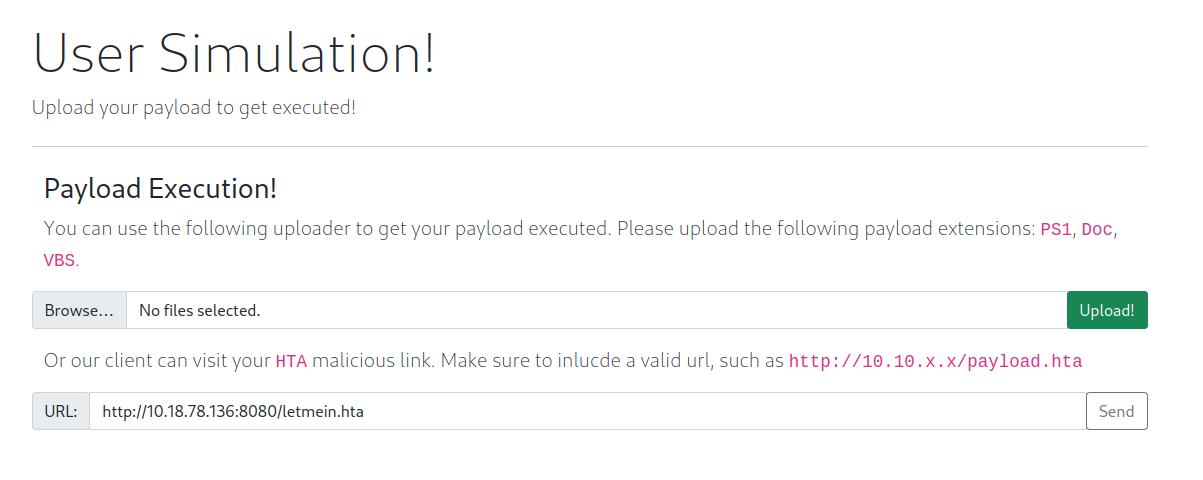 User Simulation!
Upload your payload to get executed!
Payload Execution!
You can use the following uploader to get your payload executed. Please upload the following payload extensions: PS1, Doc,
VBS.
Browse... No files selected. Upload!
Or our client can visit your HTA malicious link. Make sure to inlucde a valid url, such as http://10.10.x.x/payload.hta
URL: http://10.18.78.136:8080/letmein.hta Send